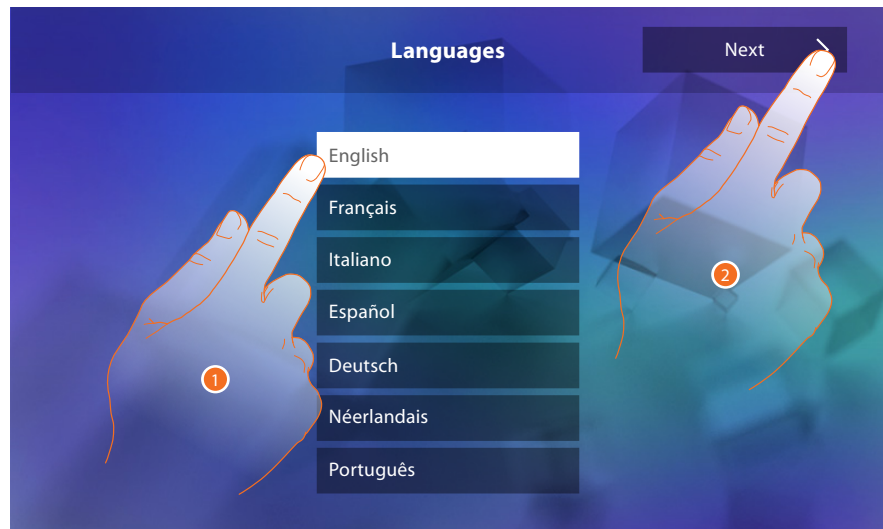 Languages
Next
English
Français
Italiano
Español
Deutsch
Néerlandais
Português
1
2